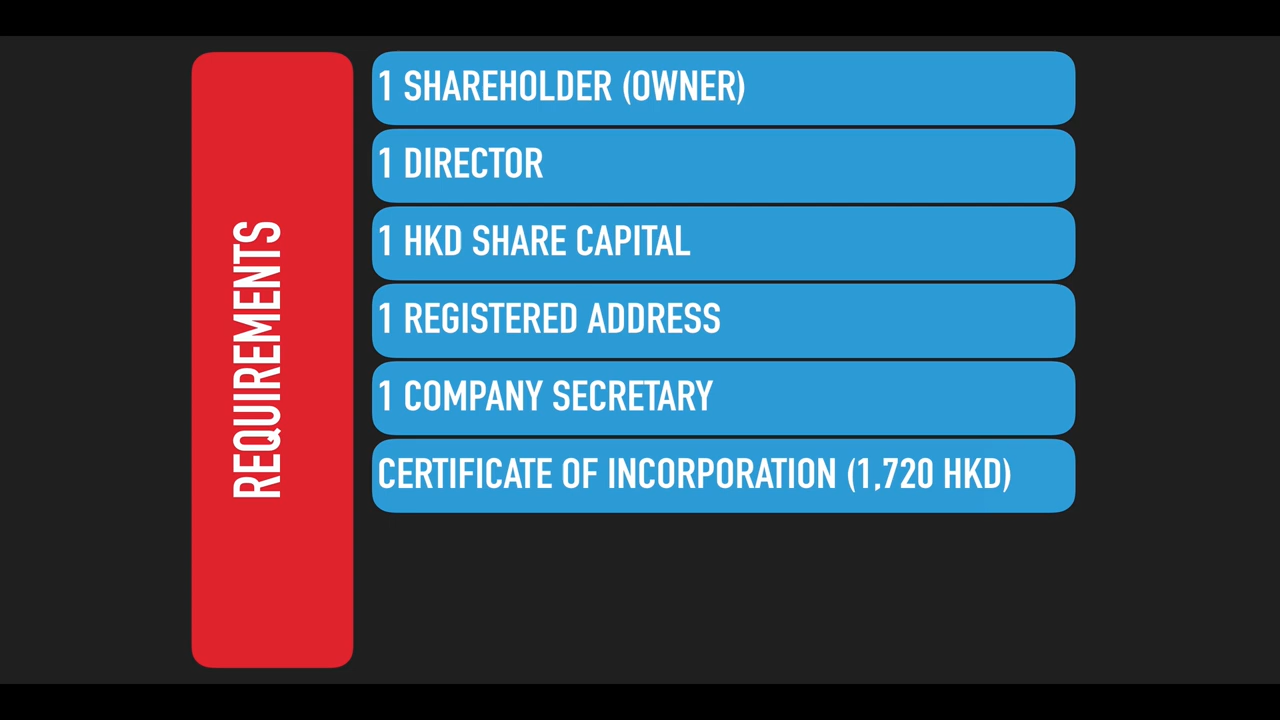 REQUIREMENTS
1 SHAREHOLDER (OWNER)
1 DIRECTOR
1 HKD SHARE CAPITAL
1 REGISTERED ADDRESS
1 COMPANY SECRETARY
CERTIFICATE OF INCORPORATION (1,720 HKD)